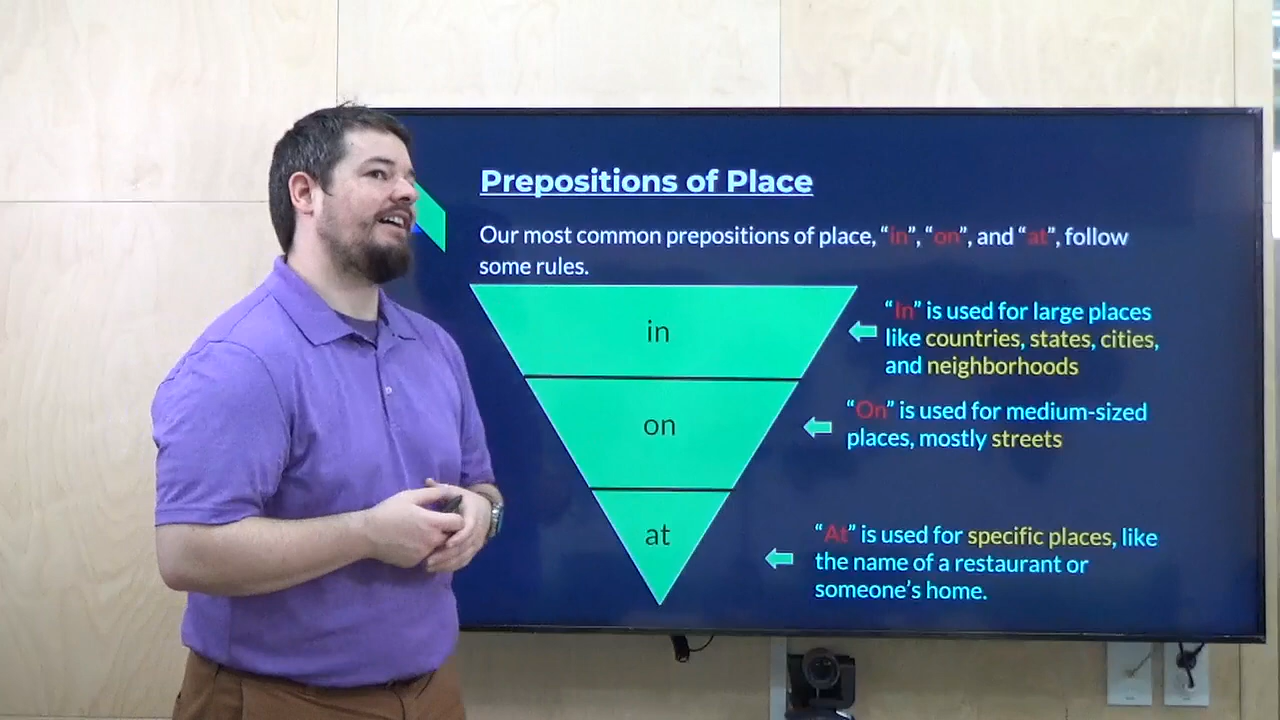 Prepositions of Place
Our most common prepositions of place, “in”, “on”, and “at”, follow
some rules.
in
“In” is used for large places
like countries, states, cities,
and neighborhoods
on
“On” is used for medium-sized
places, mostly streets
at
“At” is used for specific places, like
the name of a restaurant or
someone’s home.